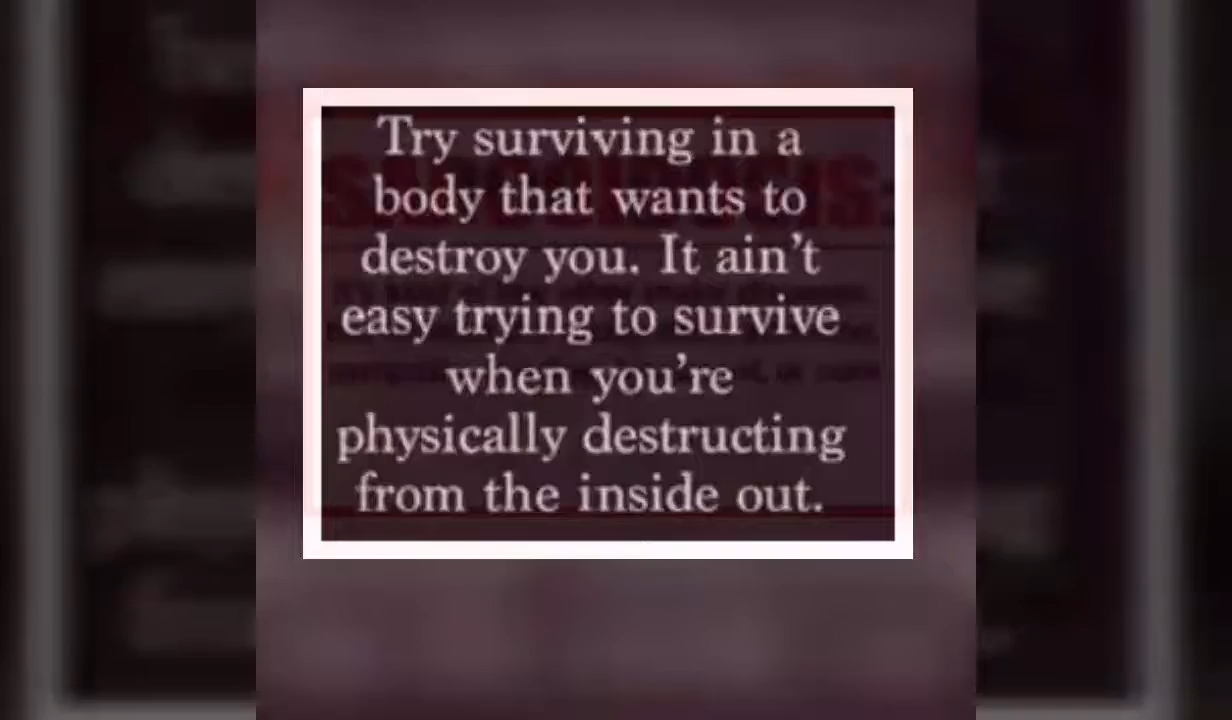 Try surviving in a
body that wants to
destroy you. It ain't
easy trying to survive
when you're
physically destructing
from the inside out.